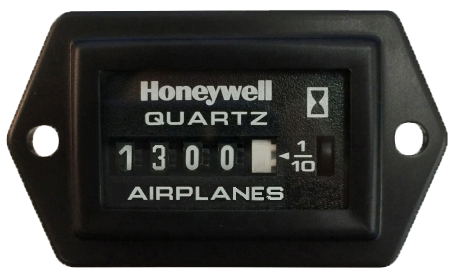 Honeywell
QUARTZ
1300 1/10
AIRPLANES